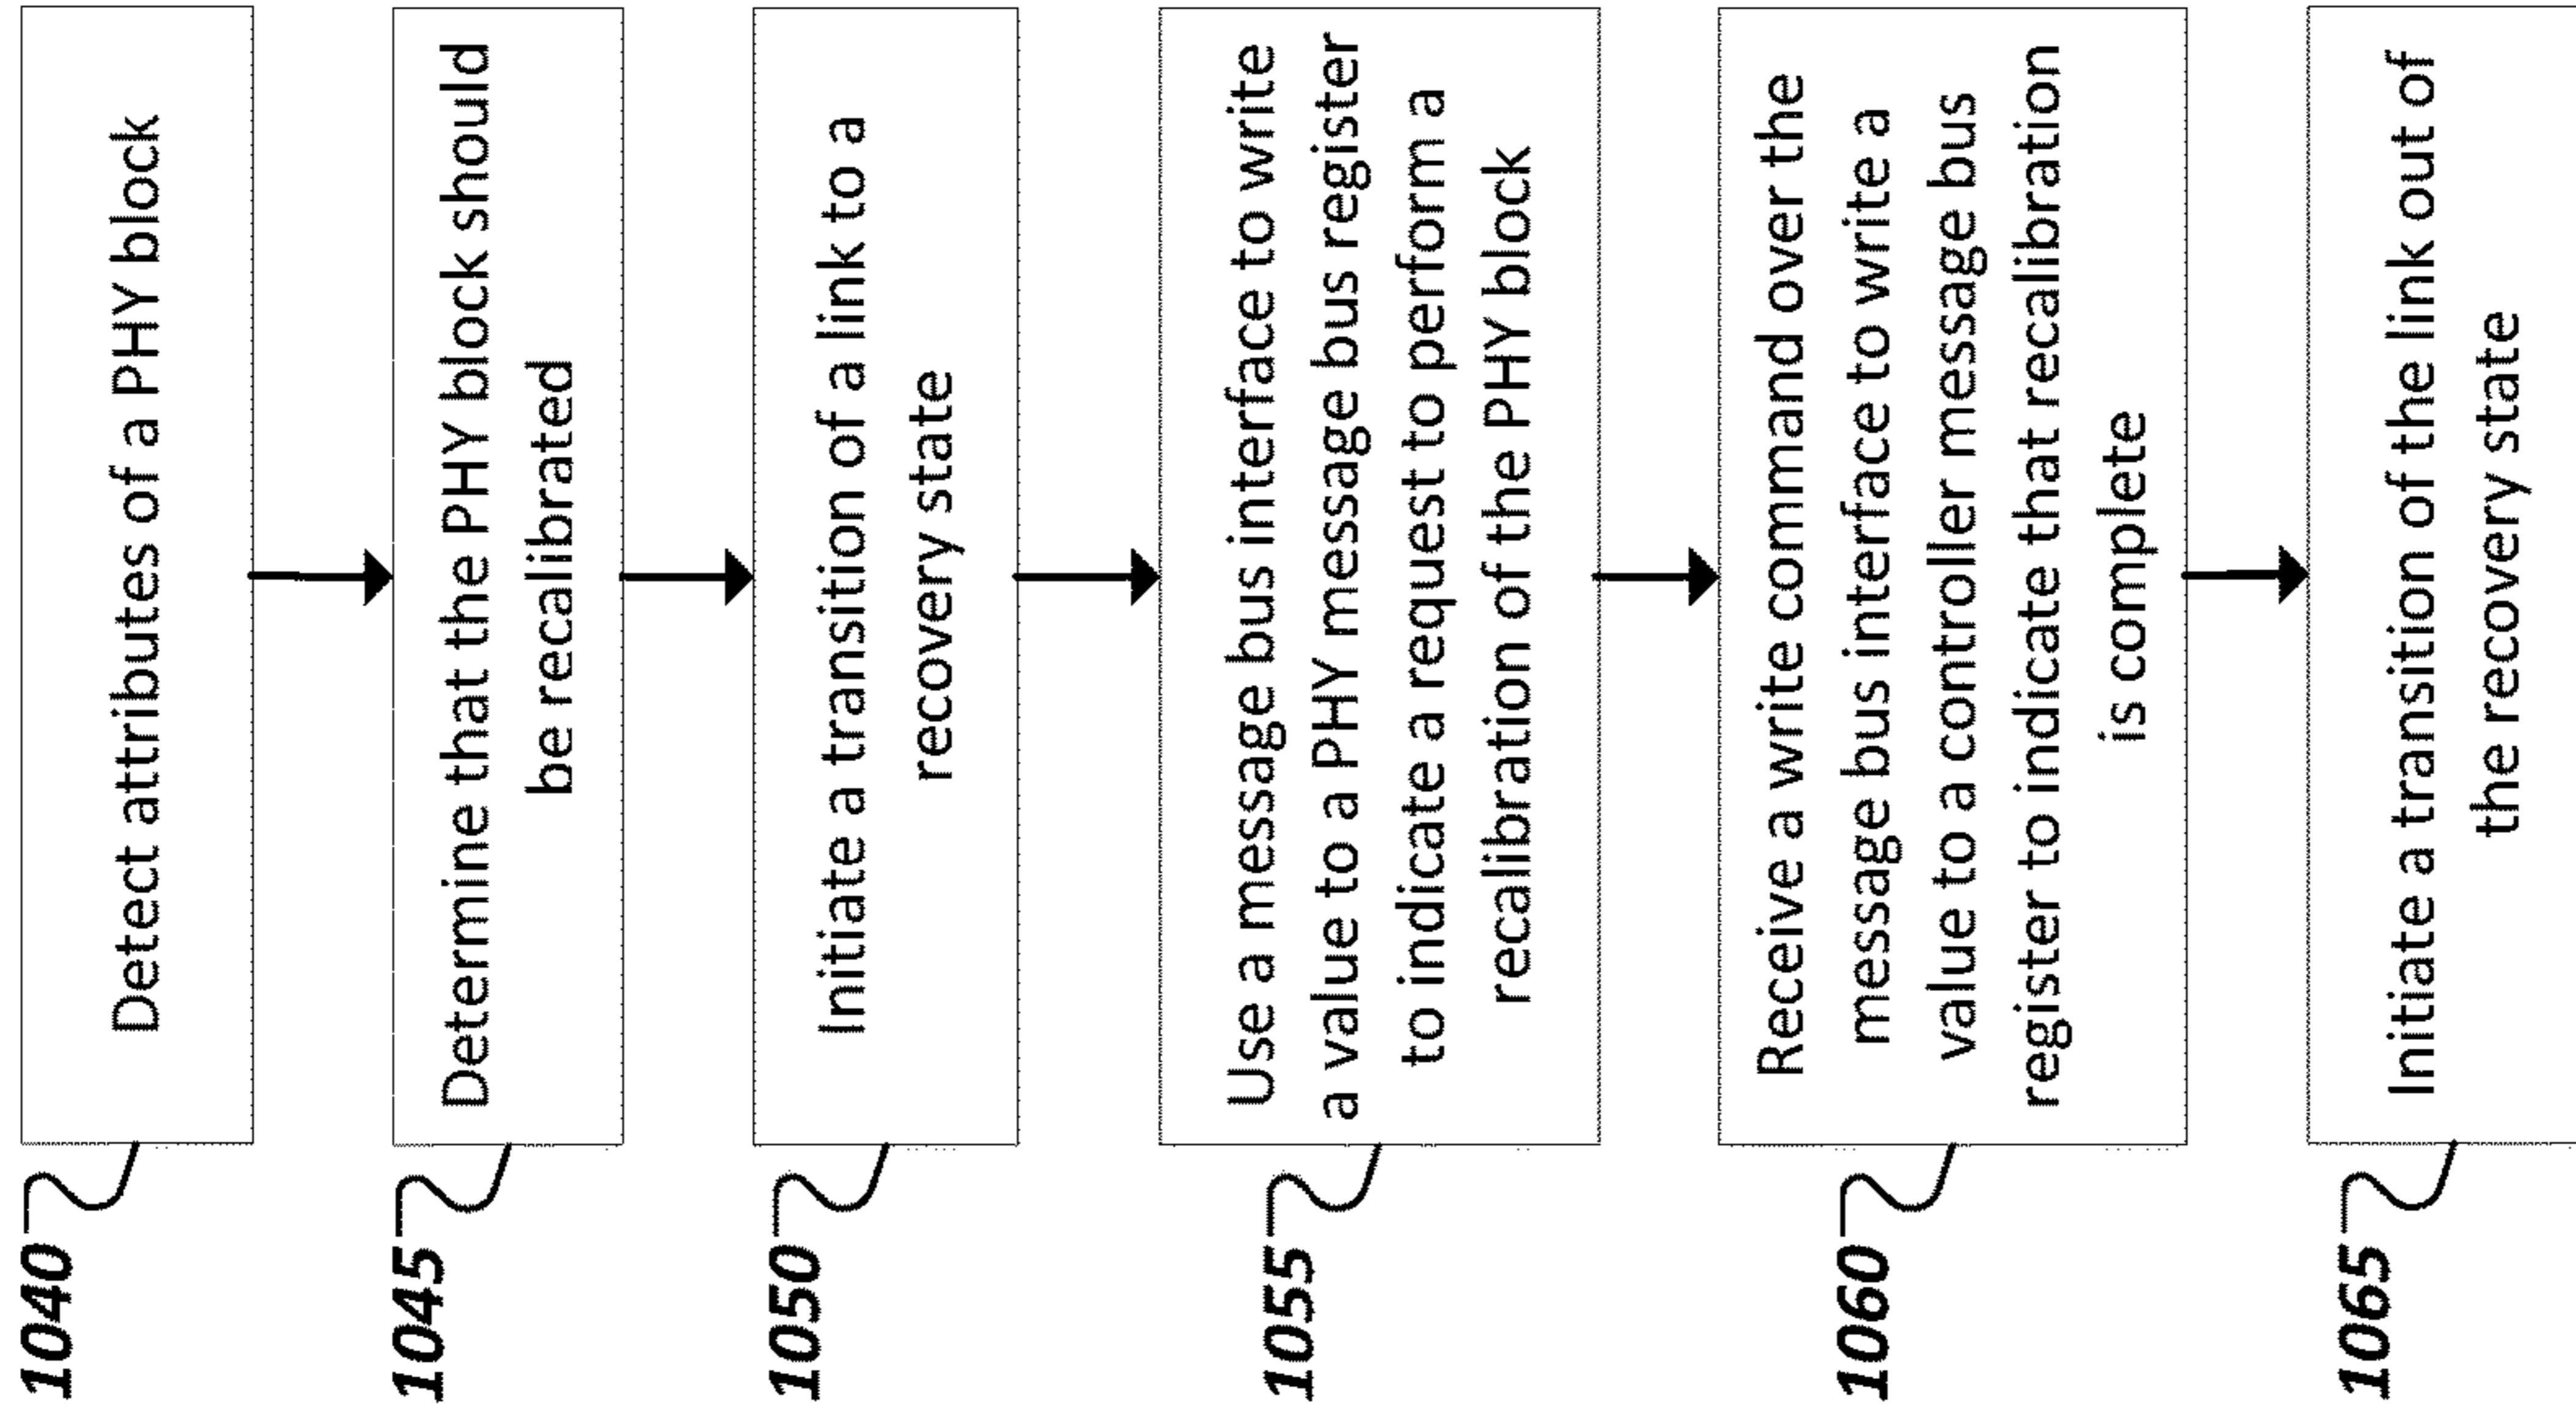 1040
Detect attributes of a PHY block
1045
Determine that the PHY block should
be recalibrated
1050
Initiate a transition of a link to a
recovery state
1055
Use a message bus interface to write
a value to a PHY message bus register
to indicate a request to perform a
recalibration of the PHY block
1060
Receive a write command over the
message bus interface to write a
value to a controller message bus
register to indicate that recalibration
is complete
1065
Initiate a transition of the link out of
the recovery state